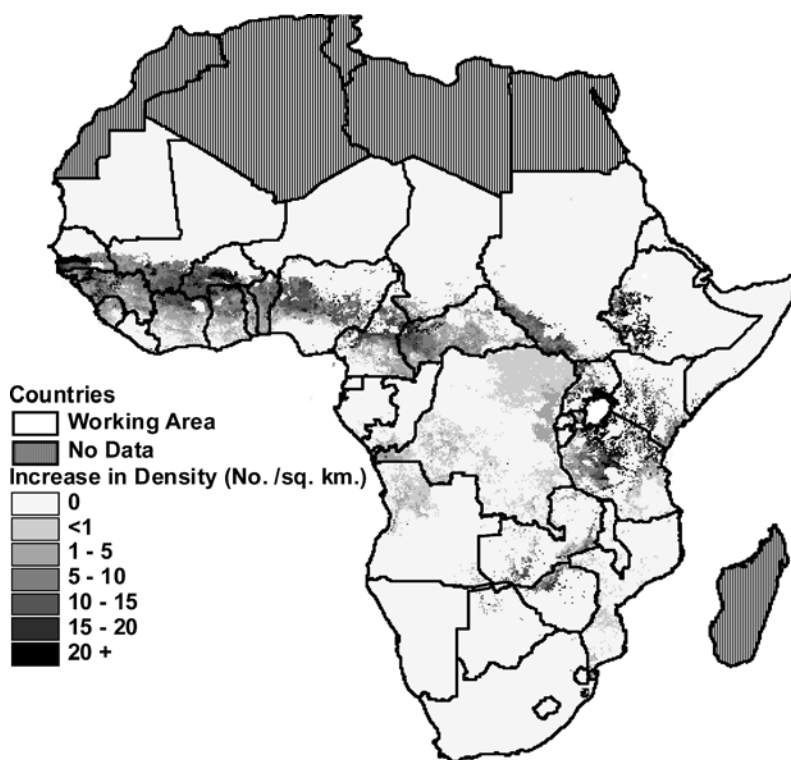 Countries
Working Area
No Data
Increase in Density (No. /sq. km.)
0
<1
1 - 5
5 - 10
10 - 15
15 - 20
20 +